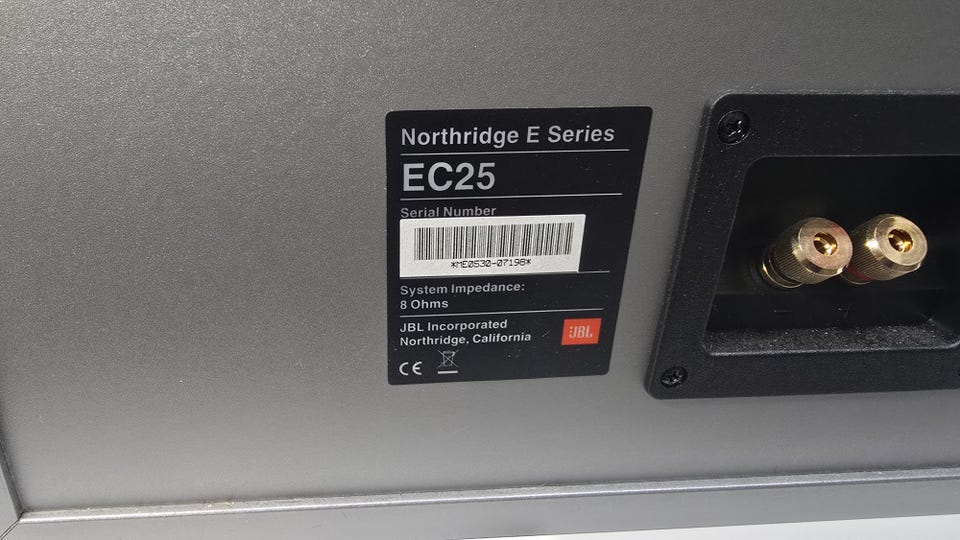 Northridge E Series
EC25
Serial Number
*ME0530-07198*
System Impedance:
8 Ohms
JBL Incorporated
Northridge, California
JBL
CE